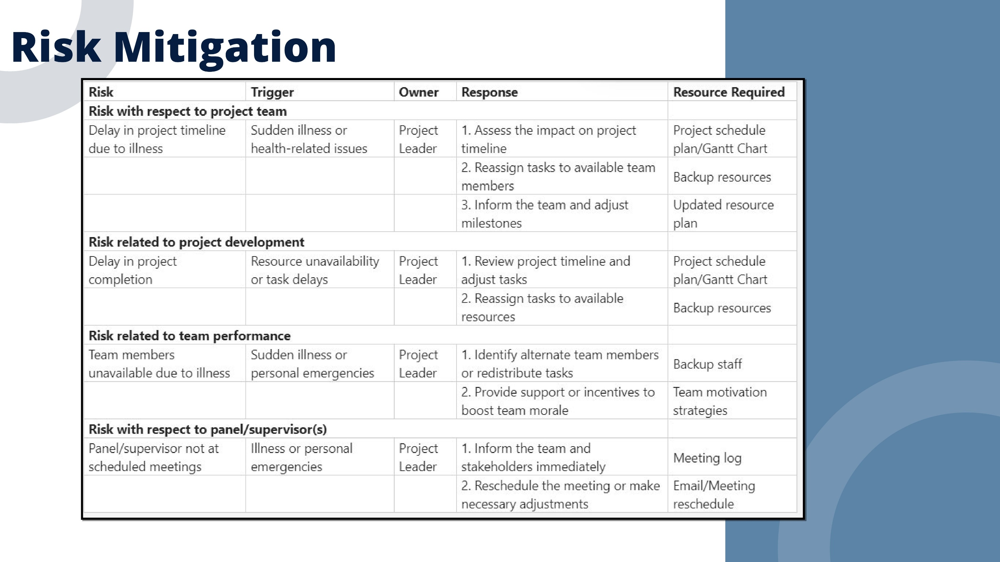 Risk Mitigation
Risk Trigger Owner Response Resource Required
Risk with respect to project team
Delay in project timeline
due to illness
Sudden illness or
health-related issues
Project
Leader
1. Assess the impact on project
timeline
Project schedule
plan/Gantt Chart
2. Reassign tasks to available team
members
Backup resources
3. Inform the team and adjust
milestones
Updated resource
plan
Risk related to project development
Delay in project
completion
Resource unavailability
or task delays
Project
Leader
1. Review project timeline and
adjust tasks
Project schedule
plan/Gantt Chart
2. Reassign tasks to available
resources
Backup resources
Risk related to team performance
Team members
unavailable due to illness
Sudden illness or
personal emergencies
Project
Leader
1. Identify alternate team members
or redistribute tasks
Backup staff
2. Provide support or incentives to
boost team morale
Team motivation
strategies
Risk with respect to panel/supervisor(s)
Panel/supervisor not at
scheduled meetings
Illness or personal
emergencies
Project
Leader
1. Inform the team and
stakeholders immediately
Meeting log
2. Reschedule the meeting or make
necessary adjustments
Email/Meeting
reschedule